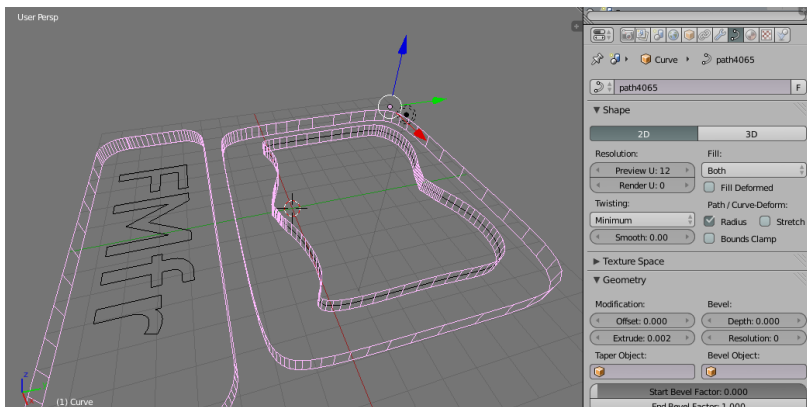 User Persp
EMfr
(1) Curve
Curve
path4065
path4065
F
Shape
2D
3D
Resolution:
Fill:
Preview U: 12
Both
Render U: 0
Fill Deformed
Twisting:
Path / Curve-Deform:
Minimum
Radius
Stretch
Smooth: 0.00
Bounds Clamp
Texture Space
Geometry
Modification:
Bevel:
Offset: 0.000
Depth: 0.000
Extrude: 0.002
Resolution: 0
Taper Object:
Bevel Object:
Start Bevel Factor: 0.000
End Bevel Factor: 1.000